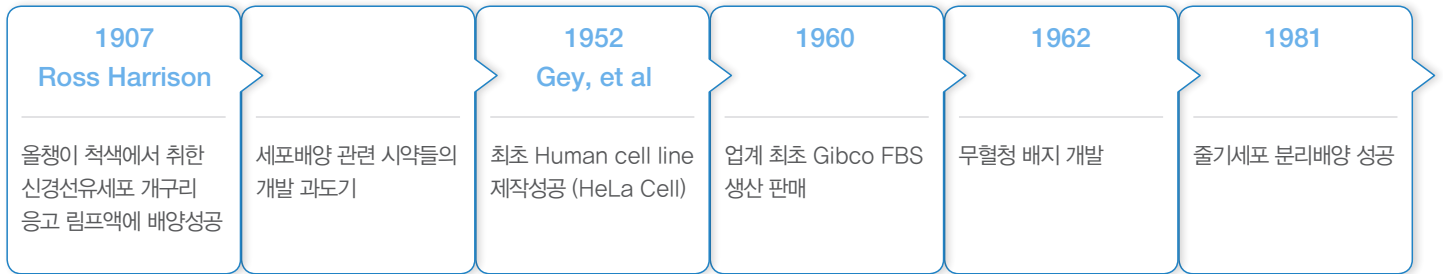 1907
Ross Harrison
올챙이 척색에서 취한
신경선유세포 개구리
응고 림프액에 배양성공
세포배양 관련 시약들의
개발 과도기
1952
Gey, et al
최초 Human cell line
제작성공 (HeLa Cell)
1960
업계 최초 Gibco FBS
생산 판매
1962
무혈청 배지 개발
1981
줄기세포 분리배양 성공